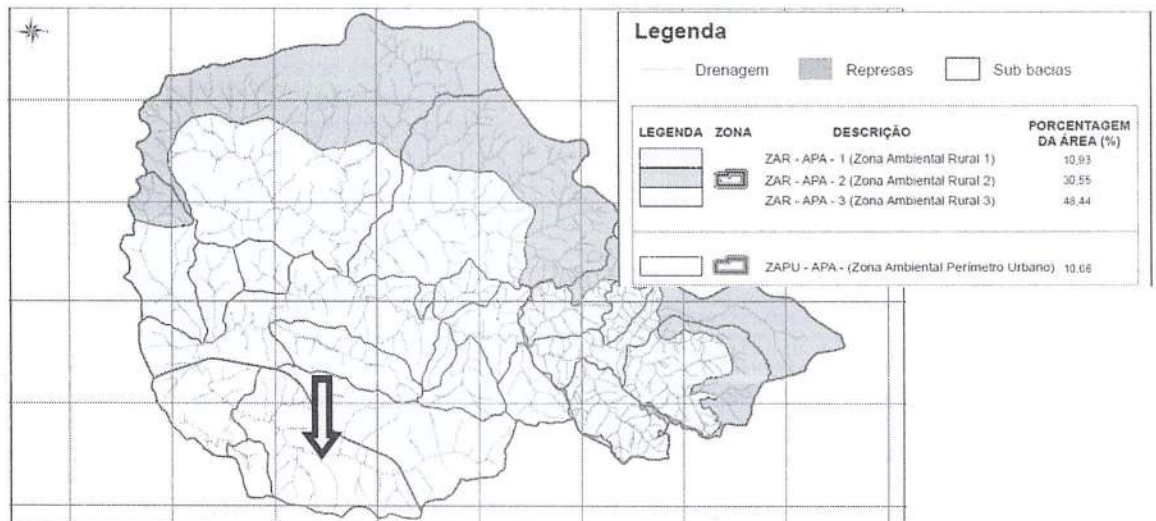 Legenda
Drenagem Represas Sub bacias
LEGENDA ZONA DESCRIÇÃO PORCENTAGEM DA ÁREA (%)
ZAR - APA - 1 (Zona Ambiental Rural 1) 10,93
ZAR - APA - 2 (Zona Ambiental Rural 2) 30,55
ZAR - APA - 3 (Zona Ambiental Rural 3) 48,44
ZAPU - APA - (Zona Ambiental Perímetro Urbano) 10,06